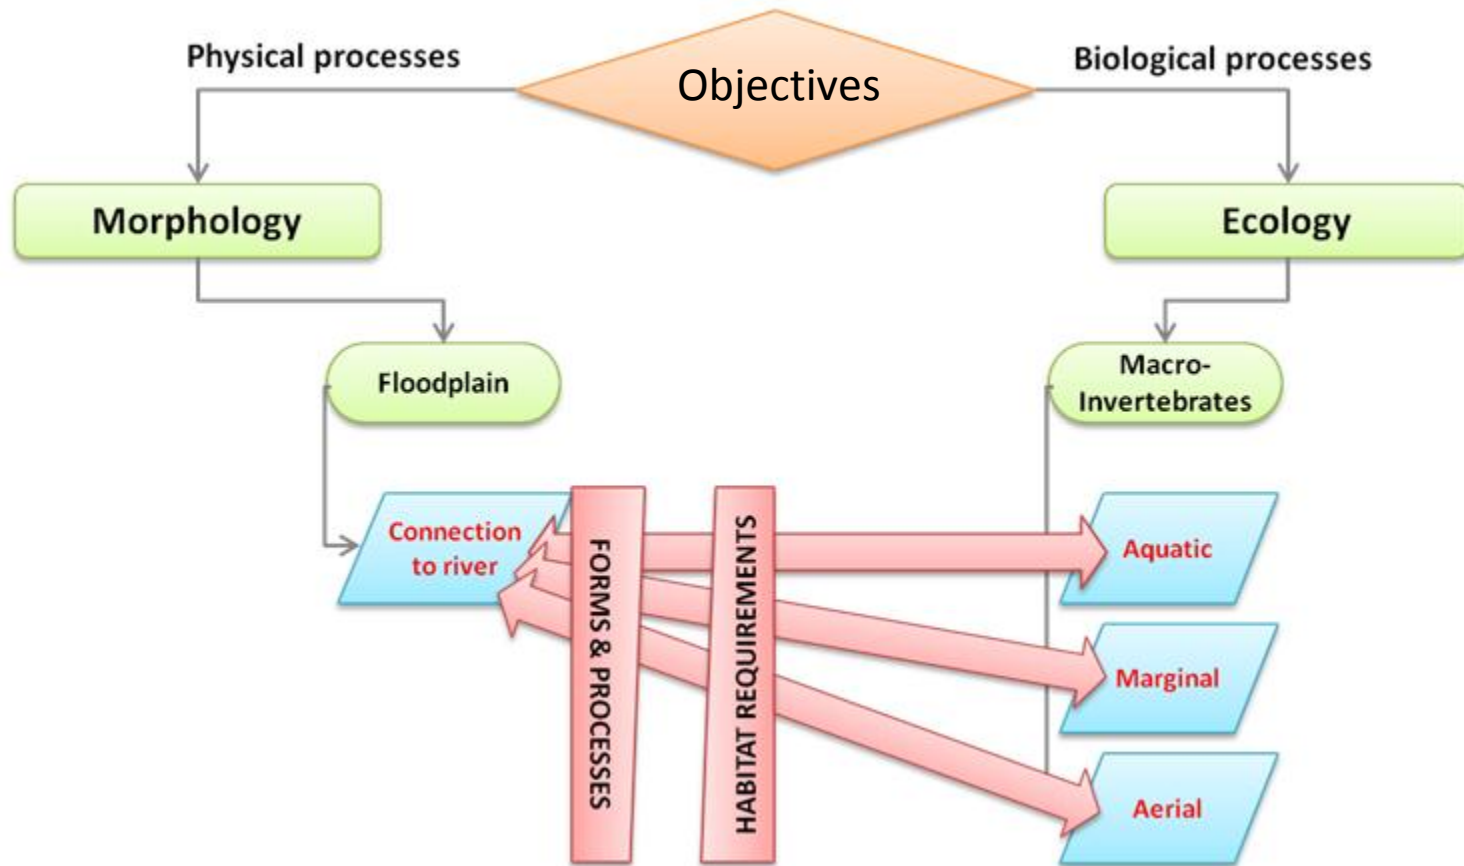 Physical processes
Objectives
Biological processes
Morphology
Ecology
Floodplain
Macro-
Invertebrates
Connection
to river
FORMS & PROCESSES
HABITAT REQUIREMENTS
Aquatic
Marginal
Aerial